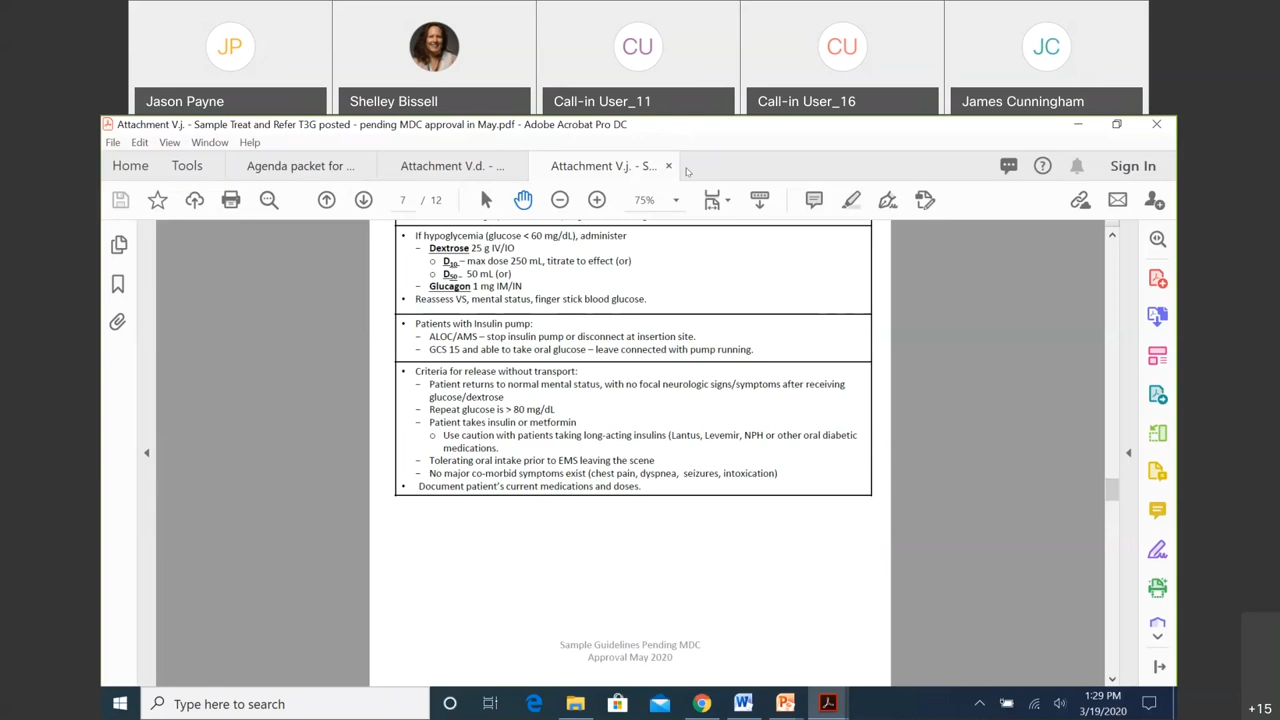 JP
CU
CU
JC
Jason Payne
Shelley Bissell
Call-in User_11
Call-in User_16
James Cunningham
Attachment V.j. - Sample Treat and Refer T3G posted - pending MDC approval in May.pdf - Adobe Acrobat Pro DC
File Edit View Window Help
Home Tools Agenda packet for ... Attachment V.d. - ... Attachment V.j. - S... × Sign In
7 / 12 75%
• If hypoglycemia (glucose < 60 mg/dL), administer
− Dextrose 25 g IV/IO
o D10 – max dose 250 mL, titrate to effect (or)
o D50 – 50 mL (or)
− Glucagon 1 mg IM/IN
• Reassess VS, mental status, finger stick blood glucose.
• Patients with Insulin pump:
− ALOC/AMS – stop insulin pump or disconnect at insertion site.
− GCS 15 and able to take oral glucose – leave connected with pump running.
• Criteria for release without transport:
− Patient returns to normal mental status, with no focal neurologic signs/symptoms after receiving
glucose/dextrose
− Repeat glucose is > 80 mg/dL
− Patient takes insulin or metformin
o Use caution with patients taking long-acting insulins (Lantus, Levemir, NPH or other oral diabetic
medications.
− Tolerating oral intake prior to EMS leaving the scene
− No major co-morbid symptoms exist (chest pain, dyspnea, seizures, intoxication)
• Document patient's current medications and doses.
Sample Guidelines Pending MDC
Approval May 2020
Type here to search
1:29 PM
3/19/2020
+15